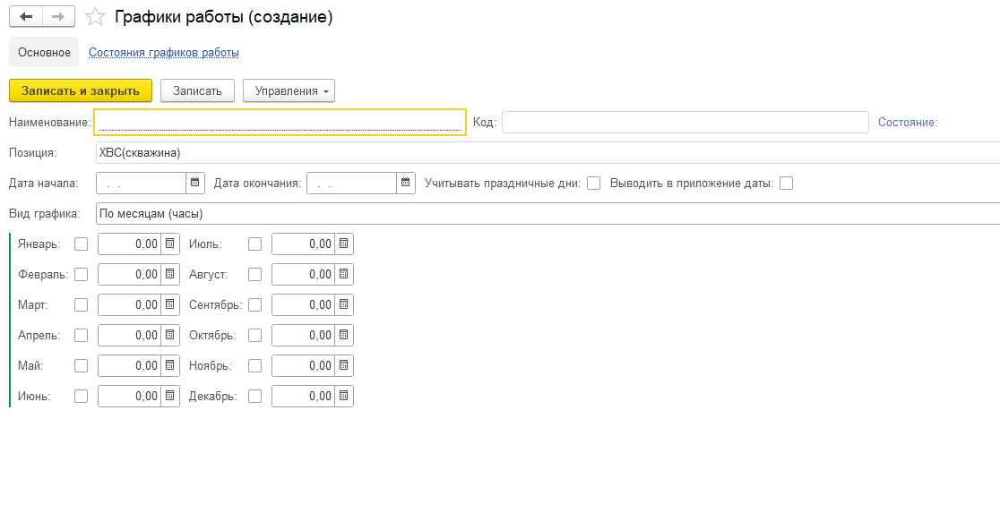 Графики работы (создание)
Основное Состояния графиков работы
Записать и закрыть Записать Управления
Наименование: Код: Состояние:
Позиция: ХВС(скважина)
Дата начала: . . Дата окончания: . . Учитывать праздничные дни: Выводить в приложение даты:
Вид графика: По месяцам (часы)
Январь: 0,00 Июль: 0,00
Февраль: 0,00 Август: 0,00
Март: 0,00 Сентябрь: 0,00
Апрель: 0,00 Октябрь: 0,00
Май: 0,00 Ноябрь: 0,00
Июнь: 0,00 Декабрь: 0,00